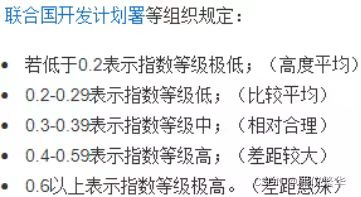 联合国开发计划署等组织规定：
若低于0.2表示指数等级极低；（高度平均）
0.2-0.29表示指数等级低；（比较平均）
0.3-0.39表示指数等级中；（相对合理）
0.4-0.59表示指数等级高；（差距较大）
0.6以上表示指数等级极高。（差距悬殊）